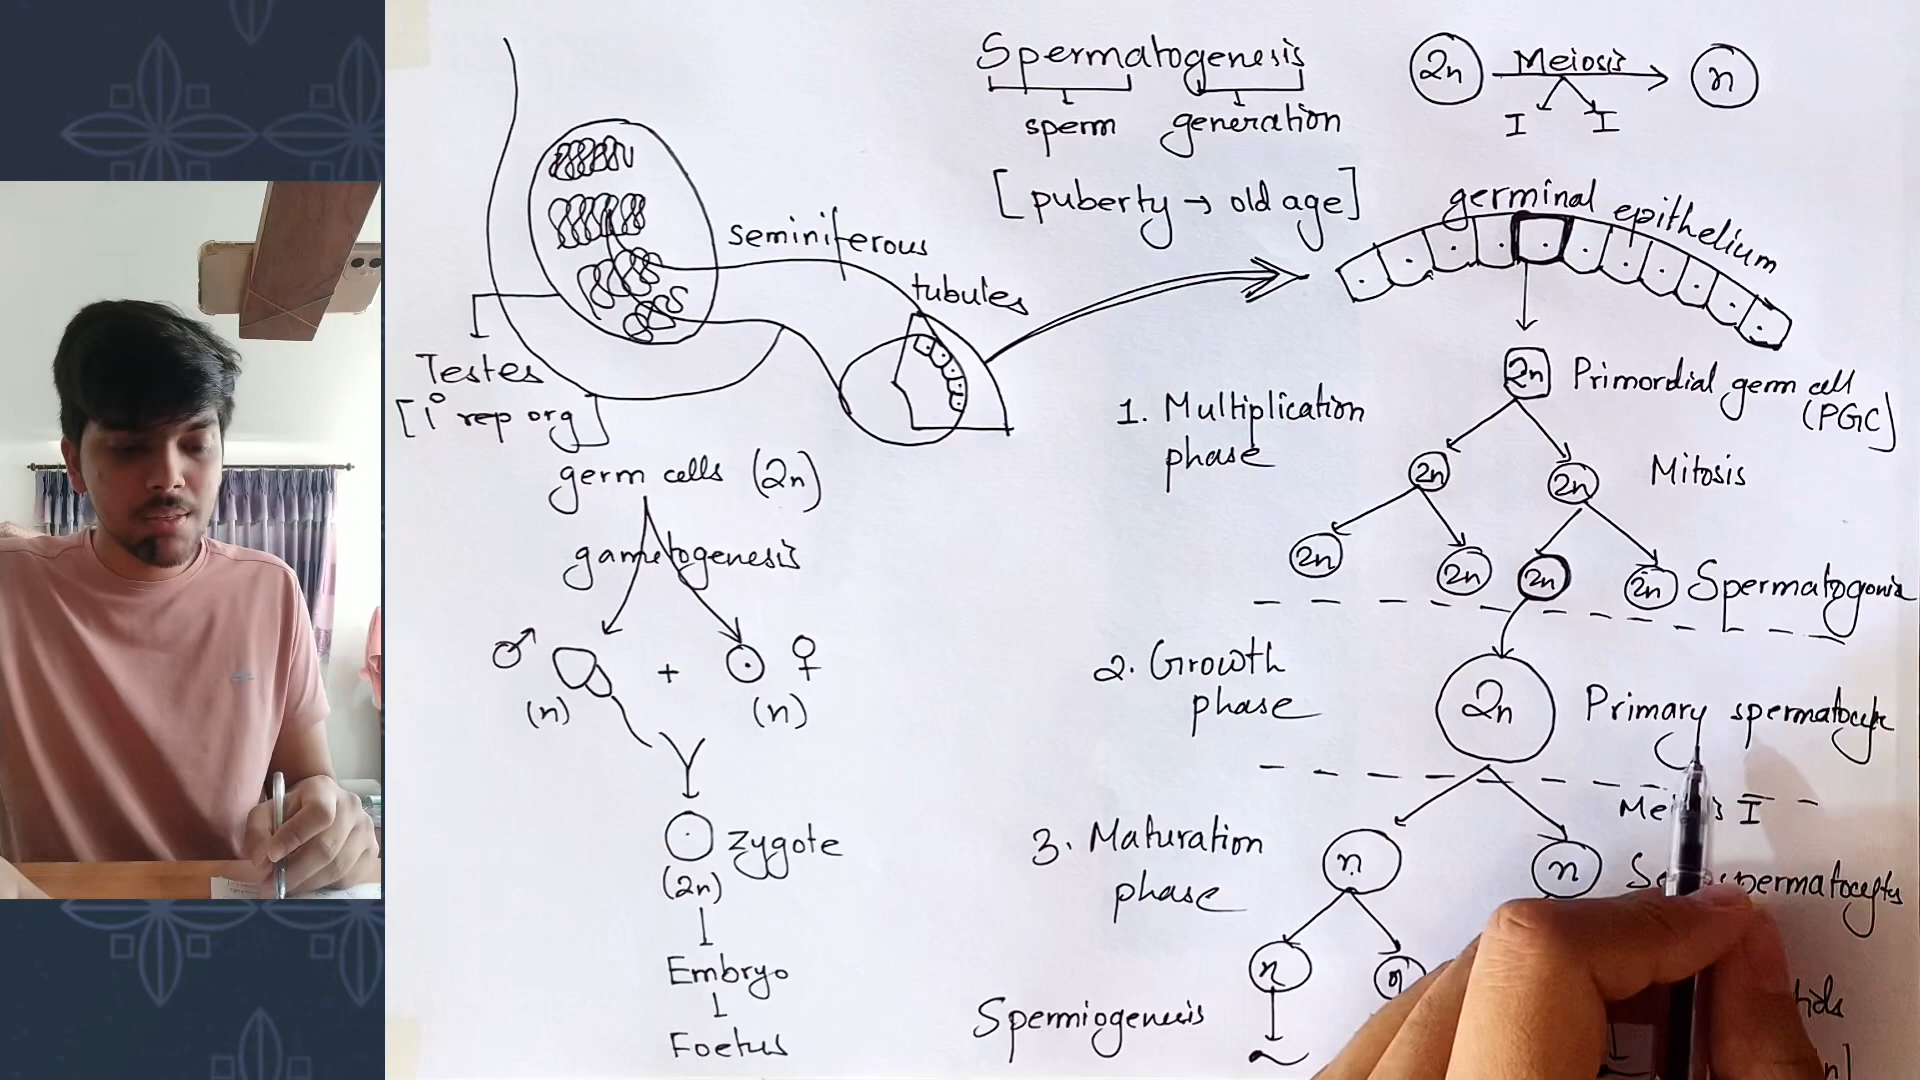 Spermatogenesis
sperm generation
[puberty → old age]
2n Meiosis → n
I I
germinal epithelium
seminiferous
tubules
Testes
[1° rep org]
germ cells (2n)
gametogenesis
♂ + ♀
(n) (n)
Zygote
(2n)
Embryo
Foetus
2n Primordial germ cell
(PGC)
1. Multiplication
phase
2n 2n Mitosis
2n 2n 2n 2n Spermatogonia
2. Growth
phase
2n Primary spermatocyte
I
3. Maturation
phase
n n
n n
Spermiogenesis